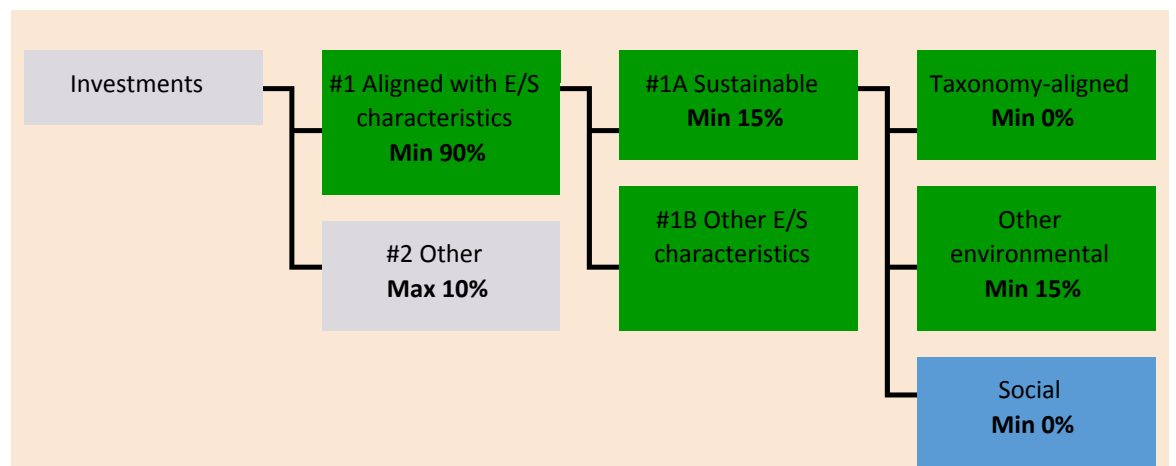 Investments
#1 Aligned with E/S
characteristics
Min 90%
#2 Other
Max 10%
#1A Sustainable
Min 15%
#1B Other E/S
characteristics
Taxonomy-aligned
Min 0%
Other
environmental
Min 15%
Social
Min 0%